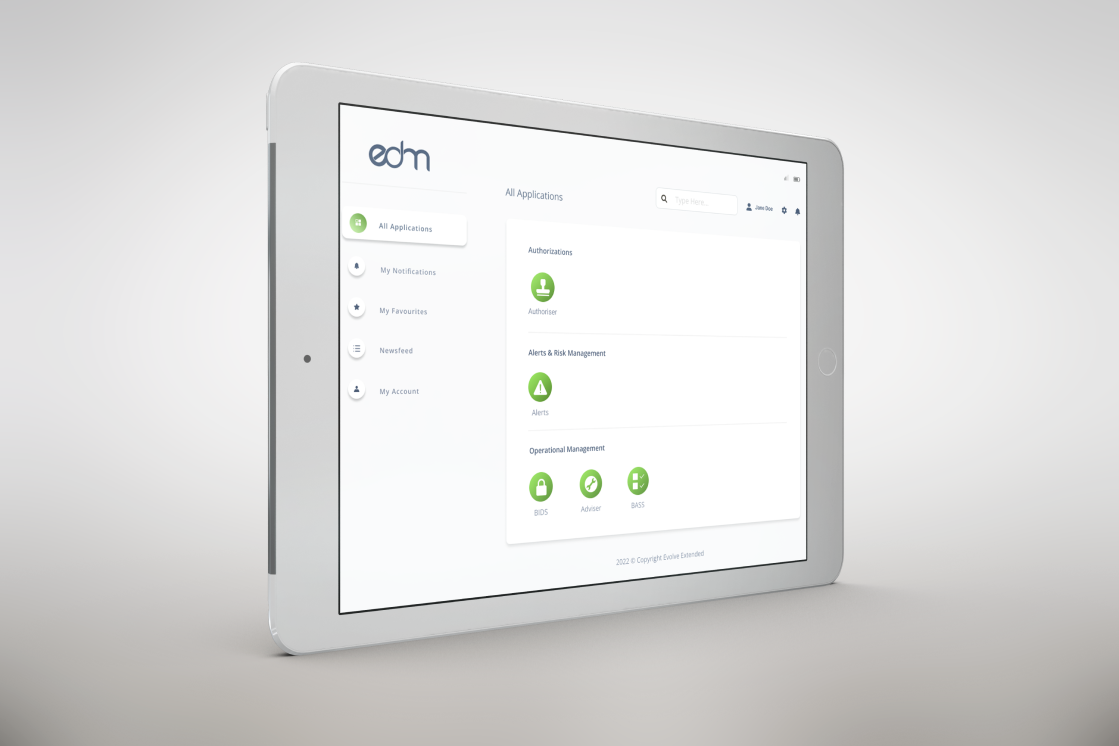 edm
All Applications
My Notifications
My Favourites
Newsfeed
My Account
All Applications
Type Here...
Jane Doe
Authorizations
Authoriser
Alerts & Risk Management
Alerts
Operational Management
BIDS
Adviser
BASS
2022 © Copyright Evolve Extended